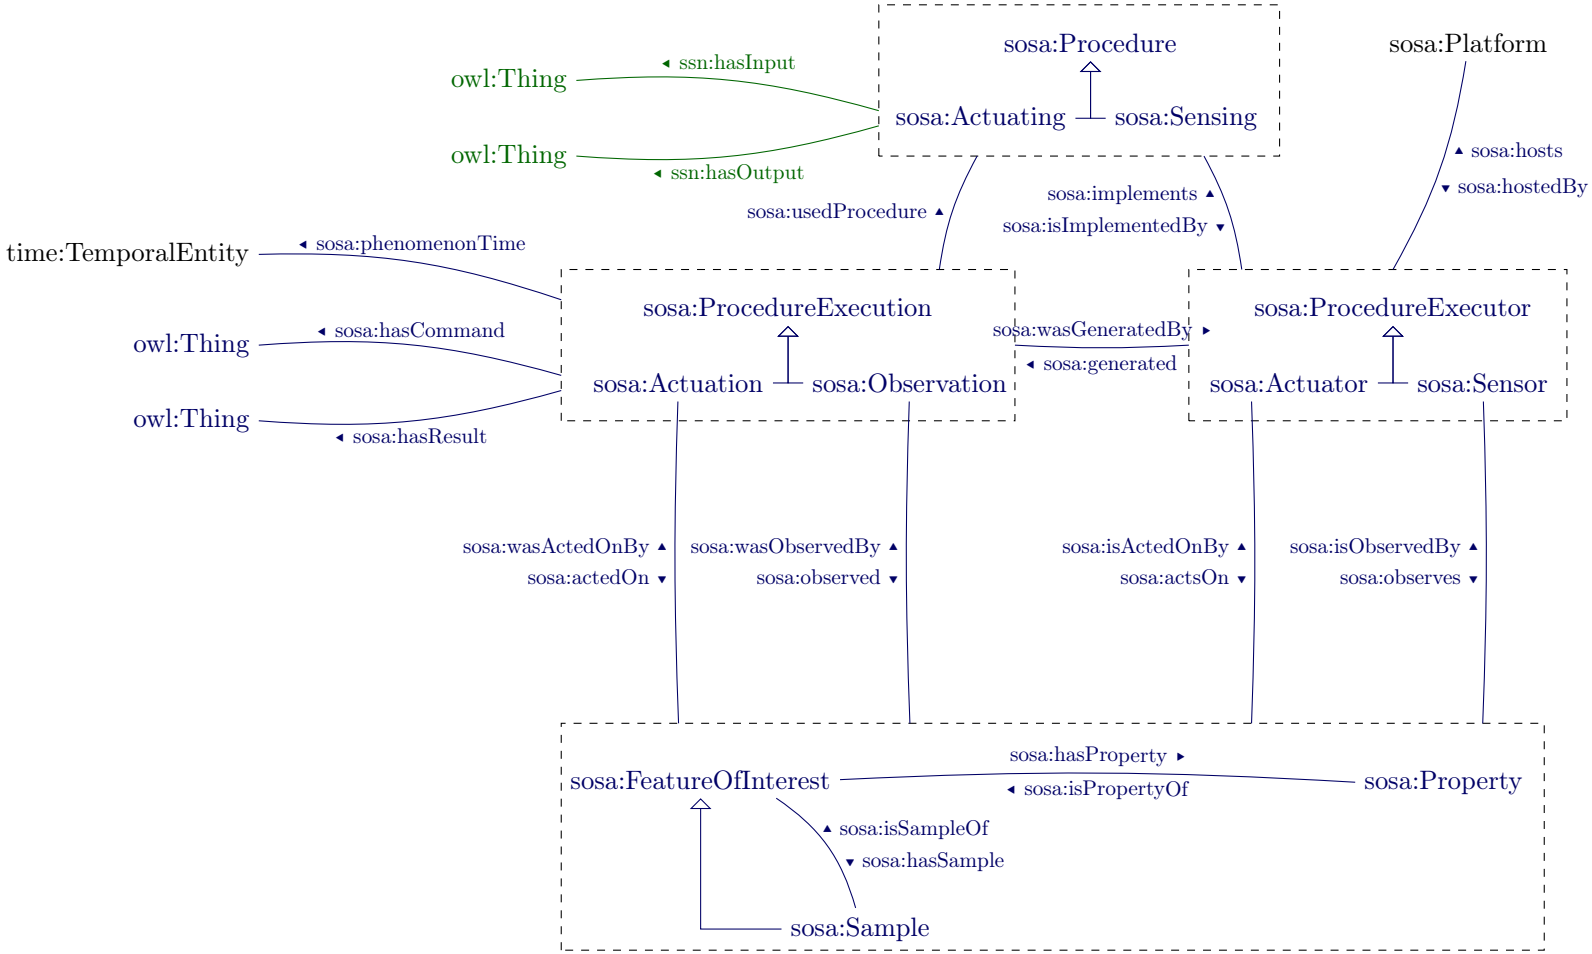 sosa:Procedure
sosa:Platform
◂ ssn:hasInput
owl:Thing
sosa:Actuating
sosa:Sensing
owl:Thing
◂ ssn:hasOutput
sosa:hosts
sosa:hostedBy
sosa:implements
sosa:usedProcedure
sosa:isImplementedBy
time:TemporalEntity
sosa:phenomenonTime
sosa:ProcedureExecution
sosa:ProcedureExecutor
sosa:hasCommand
sosa:wasGeneratedBy
owl:Thing
sosa:generated
sosa:Actuation
sosa:Observation
sosa:Actuator
sosa:Sensor
owl:Thing
sosa:hasResult
sosa:wasActedOnBy
sosa:actedOn
sosa:wasObservedBy
sosa:observed
sosa:isActedOnBy
sosa:actsOn
sosa:isObservedBy
sosa:observes
sosa:hasProperty
sosa:FeatureOfInterest
sosa:isPropertyOf
sosa:Property
sosa:isSampleOf
sosa:hasSample
sosa:Sample